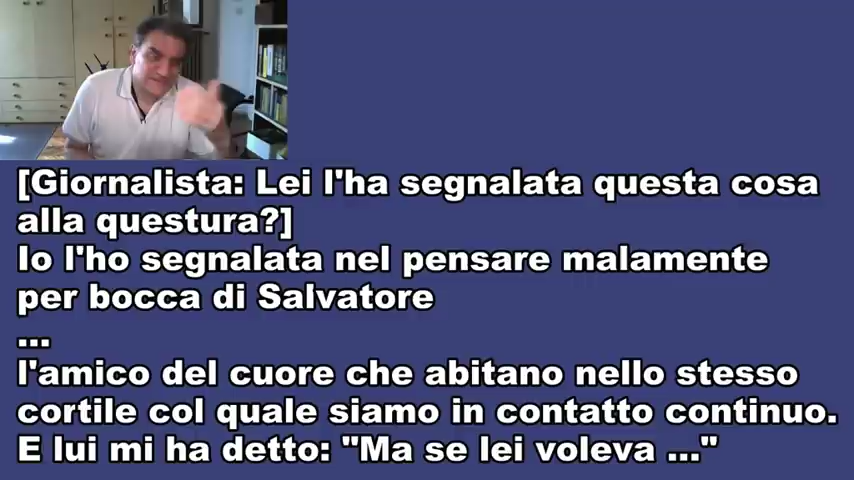 [Giornalista: Lei l'ha segnalata questa cosa
alla questura?]
Io l'ho segnalata nel pensare malamente
per bocca di Salvatore
...
l'amico del cuore che abitano nello stesso
cortile col quale siamo in contatto continuo.
E lui mi ha detto: "Ma se lei voleva ..."